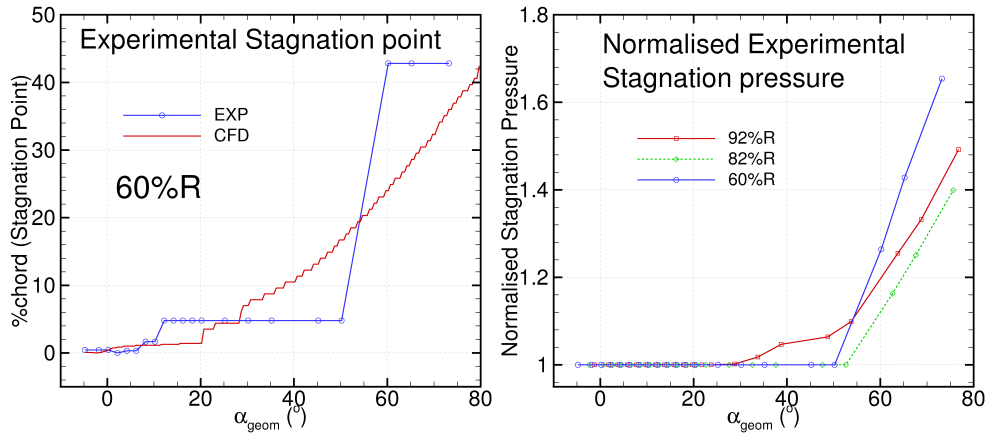 Experimental Stagnation point
EXP
CFD
60%R
%chord (Stagnation Point)
50
40
30
20
10
0
0
20
40
60
80
αgeom (°)
Normalised Experimental
Stagnation pressure
92%R
82%R
60%R
Normalised Stagnation Pressure
1.8
1.6
1.4
1.2
1
0
20
40
60
80
αgeom (°)